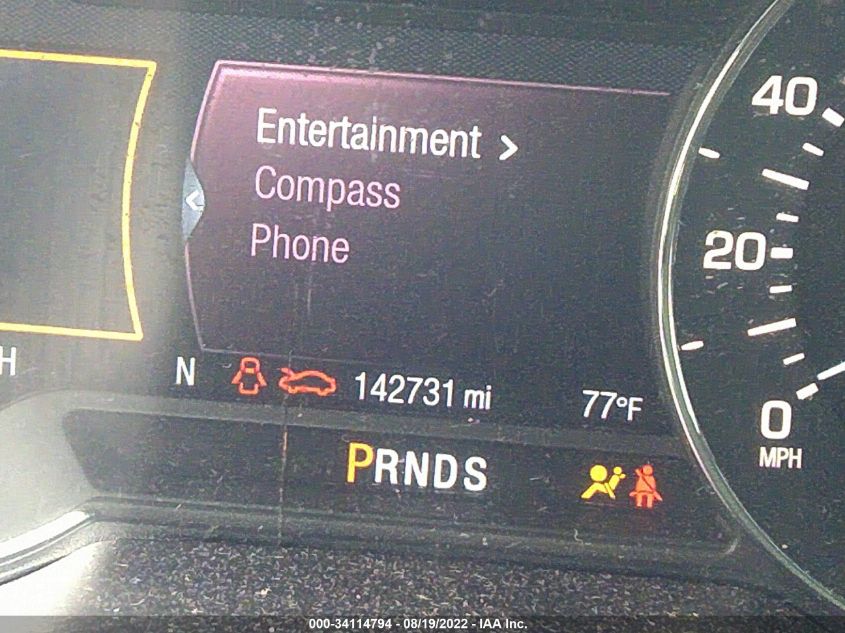 Entertainment >
Compass
Phone
H
N
142731 mi
77°F
PRNDS
40
20
0
MPH
000-34114794 - 08/19/2022 - IAA Inc.